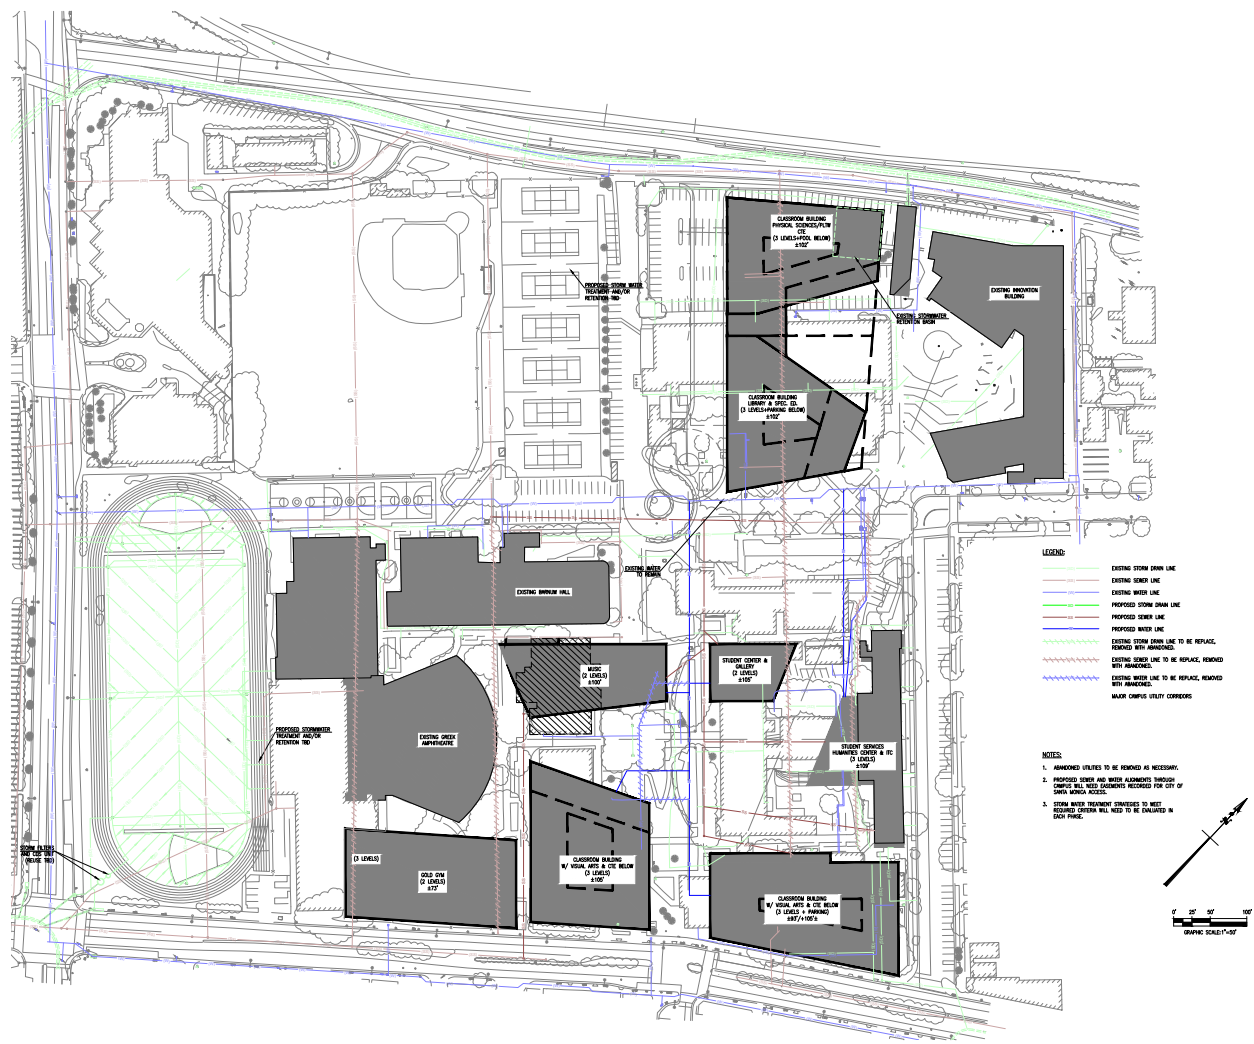 CLASSROOM BUILDING
PHYSICAL SCIENCES/PLTW
CTE
(3 LEVELS+POOL BELOW)
±102'
EXISTING INNOVATION
BUILDING
PROPOSED STORM WATER
TREATMENT AND/OR
RETENTION TBD
EXISTING STORMWATER
RETENTION BASIN
CLASSROOM BUILDING
LIBRARY & SPEC. ED.
(3 LEVELS+PARKING BELOW)
±102'
EXISTING WATER
TO REMAIN
EXISTING BARNUM HALL
MUSIC
(2 LEVELS)
±100'
STUDENT CENTER &
GALLERY
(2 LEVELS)
±105'
EXISTING GREEK
AMPHITHEATRE
PROPOSED STORMWATER
TREATMENT AND/OR
RETENTION TBD
STUDENT SERVICES
HUMANITIES CENTER & ITC
(3 LEVELS)
±109'
STORM FILTERS
AND CDS UNIT
(REUSE TBD)
(3 LEVELS)
GOLD GYM
(2 LEVELS)
±73'
CLASSROOM BUILDING
W/ VISUAL ARTS & CTE BELOW
(3 LEVELS)
±105'
CLASSROOM BUILDING
W/ VISUAL ARTS & CTE BELOW
(3 LEVELS + PARKING)
±93'/+105'±
LEGEND:
EXISTING STORM DRAIN LINE
EXISTING SEWER LINE
EXISTING WATER LINE
PROPOSED STORM DRAIN LINE
PROPOSED SEWER LINE
PROPOSED WATER LINE
EXISTING STORM DRAIN LINE TO BE REPLACE,
REMOVED WITH ABANDONED.
EXISTING SEWER LINE TO BE REPLACE, REMOVED
WITH ABANDONED.
EXISTING WATER LINE TO BE REPLACE, REMOVED
WITH ABANDONED.
MAJOR CAMPUS UTILITY CORRIDORS
NOTES:
1. ABANDONED UTILITIES TO BE REMOVED AS NECESSARY.
2. PROPOSED SEWER AND WATER ALIGNMENTS THROUGH
CAMPUS WILL NEED EASEMENTS RECORDED FOR CITY OF
SANTA MONICA ACCESS.
3. STORM WATER TREATMENT STRATEGIES TO MEET
REQUIRED CRITERIA WILL NEED TO BE EVALUATED IN
EACH PHASE.
0' 25' 50' 100'
GRAPHIC SCALE:1"=50'